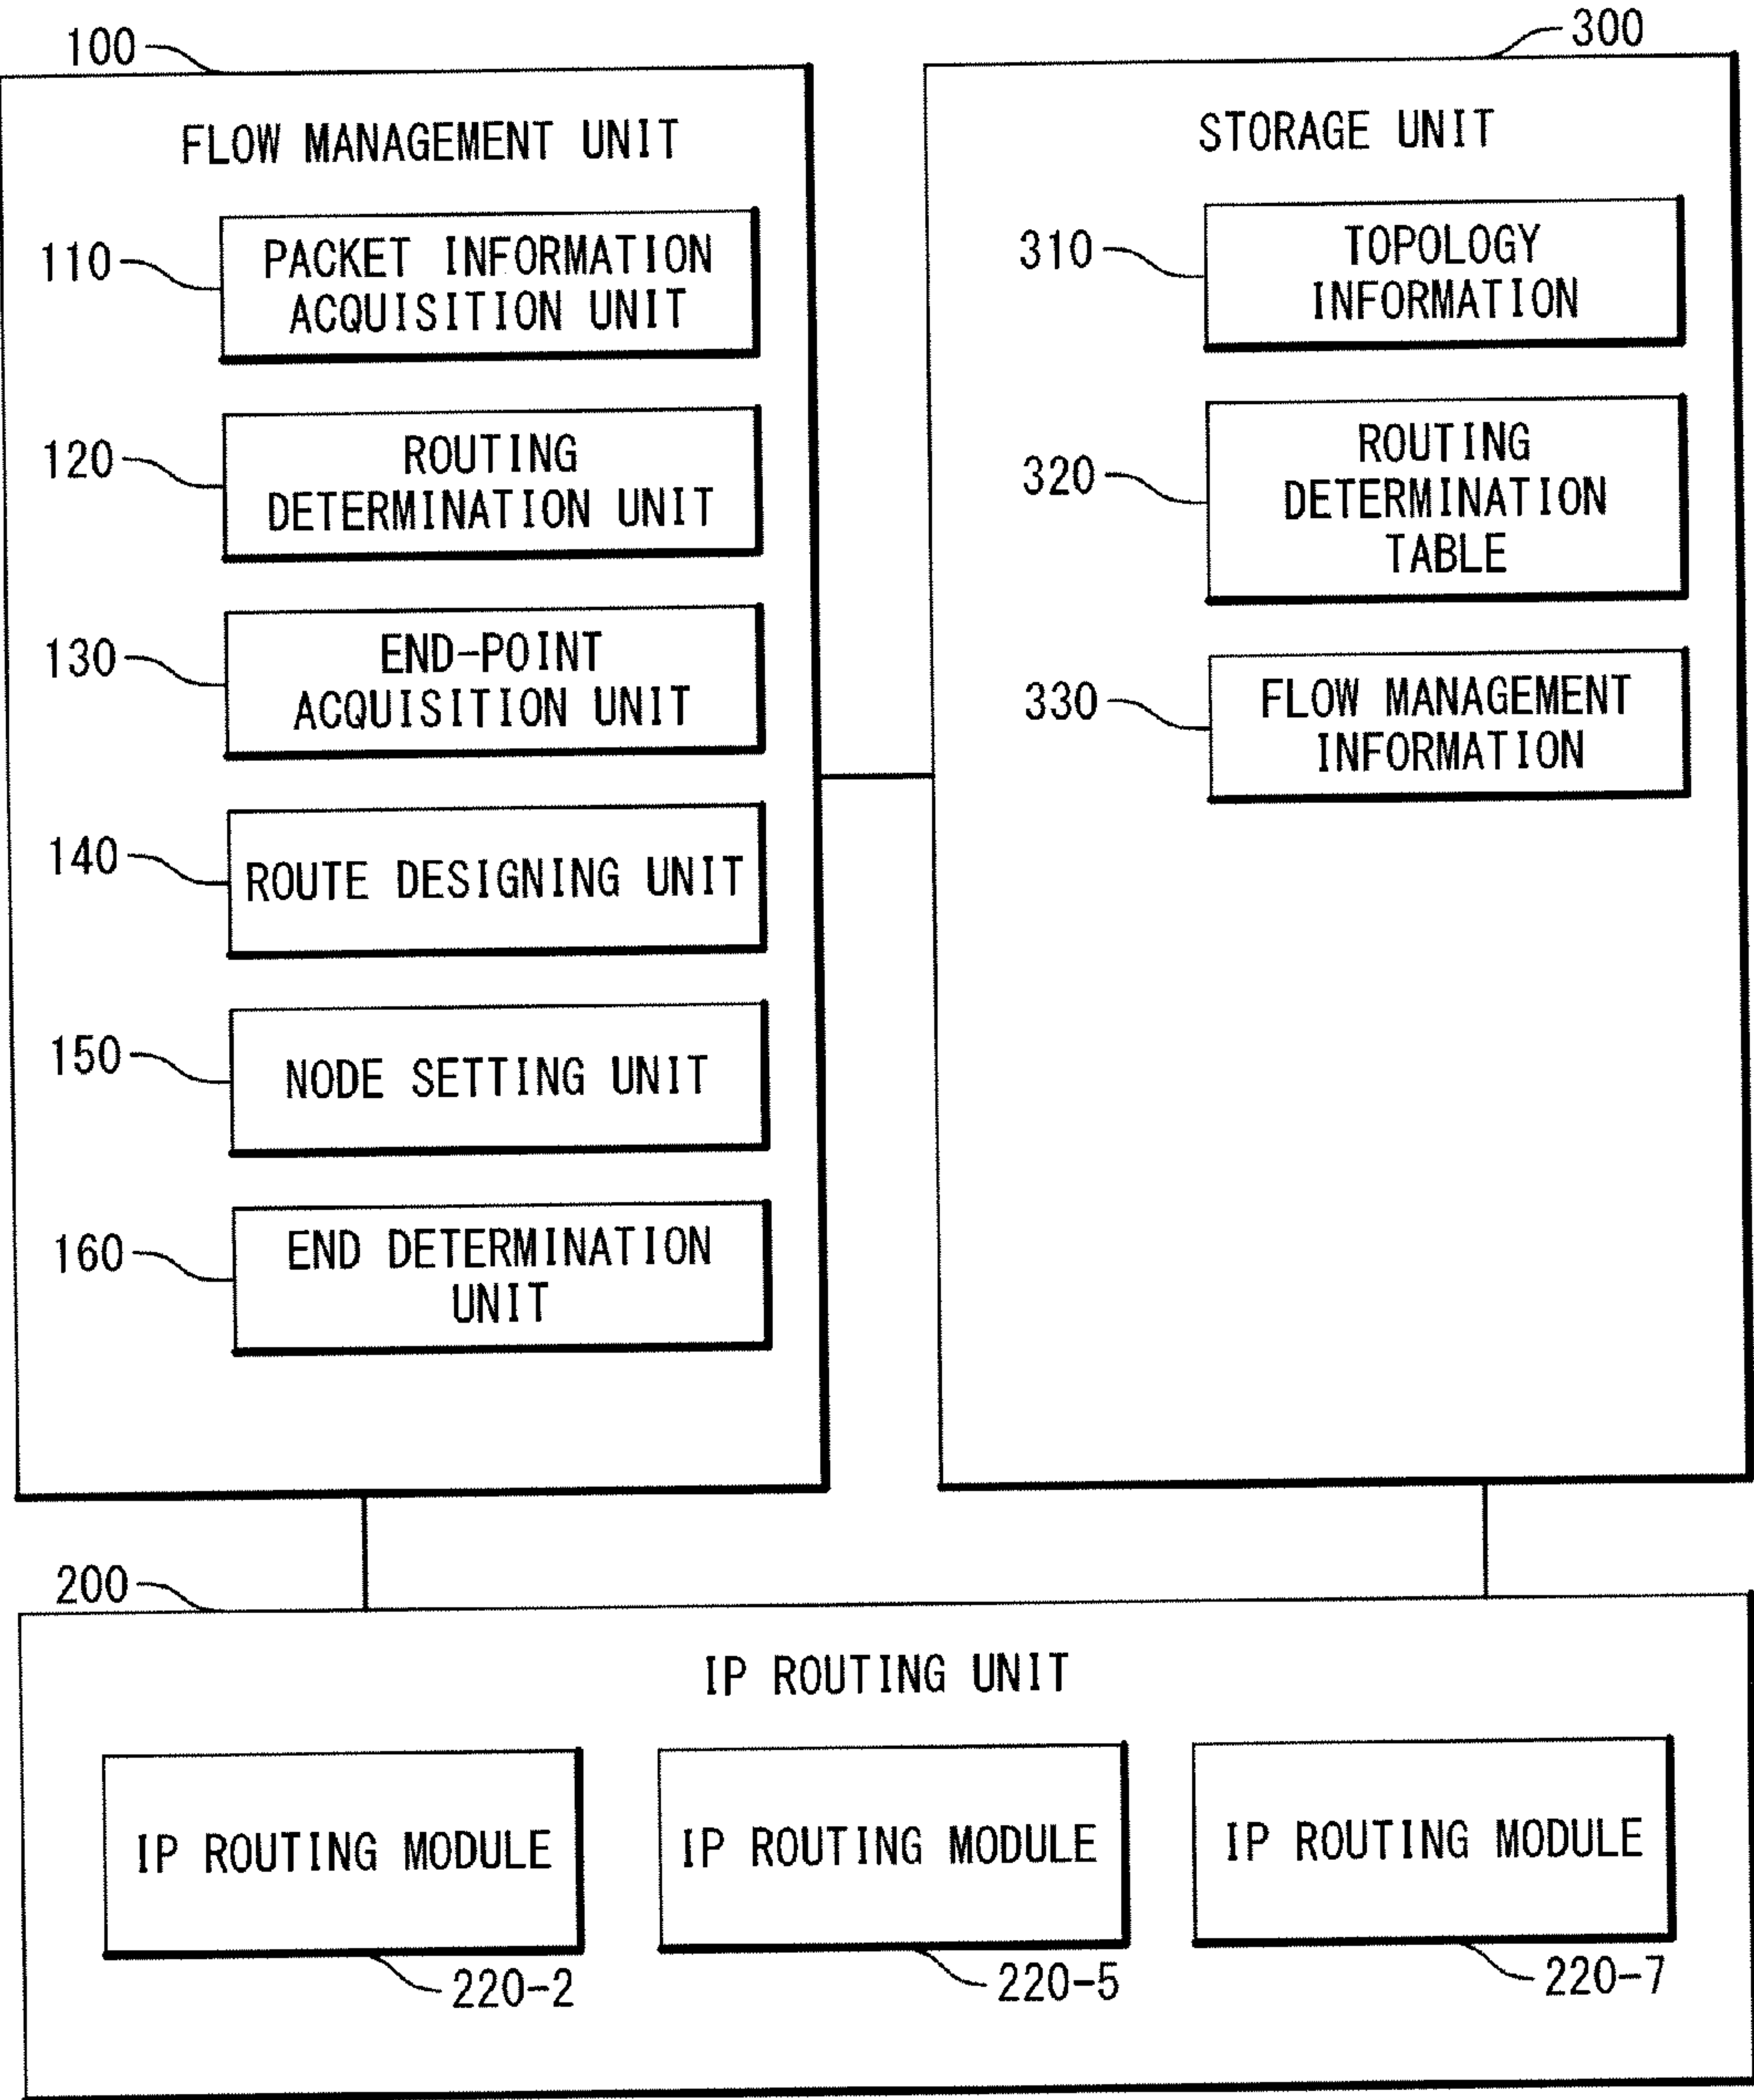 100
FLOW MANAGEMENT UNIT
110
PACKET INFORMATION
ACQUISITION UNIT
120
ROUTING
DETERMINATION UNIT
130
END-POINT
ACQUISITION UNIT
140
ROUTE DESIGNING UNIT
150
NODE SETTING UNIT
160
END DETERMINATION
UNIT
300
STORAGE UNIT
310
TOPOLOGY
INFORMATION
320
ROUTING
DETERMINATION
TABLE
330
FLOW MANAGEMENT
INFORMATION
200
IP ROUTING UNIT
IP ROUTING MODULE
220-2
IP ROUTING MODULE
220-5
IP ROUTING MODULE
220-7